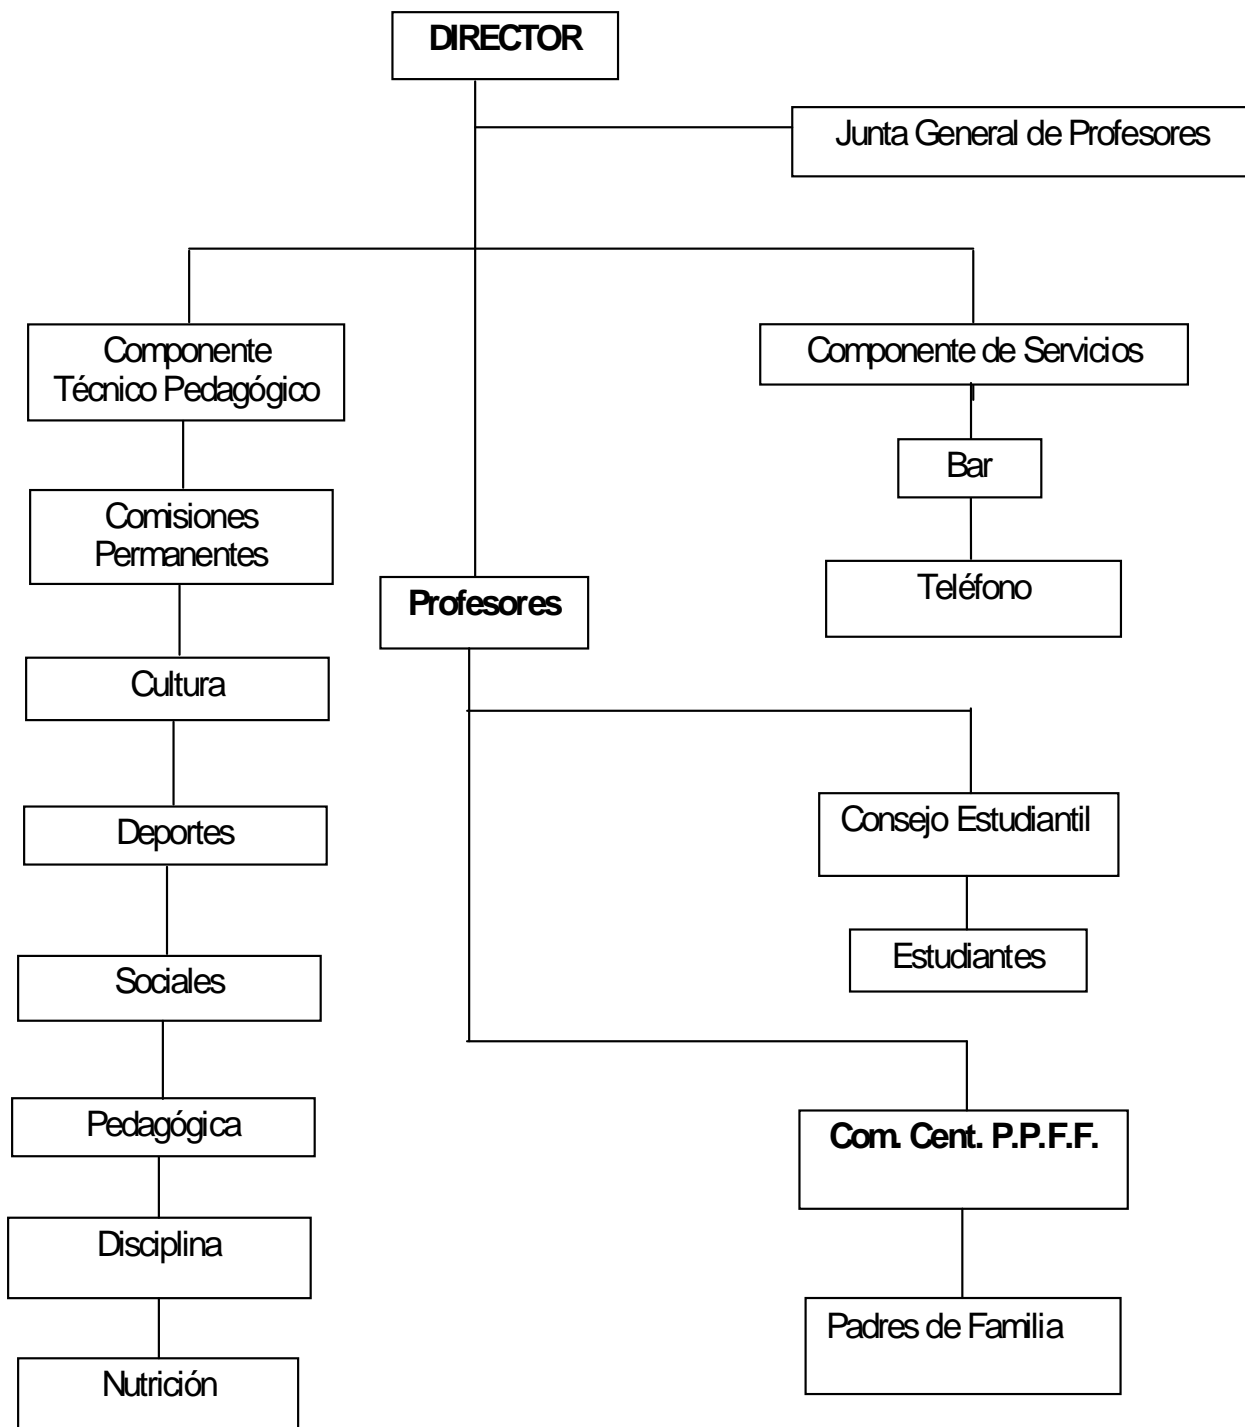 DIRECTOR
Junta General de Profesores
Componente
Técnico Pedagógico
Componente de Servicios
Bar
Comisiones
Permanentes
Teléfono
Profesores
Cultura
Deportes
Consejo Estudiantil
Estudiantes
Sociales
Pedagógica
Com. Cent. P.P.F.F.
Disciplina
Padres de Familia
Nutrición